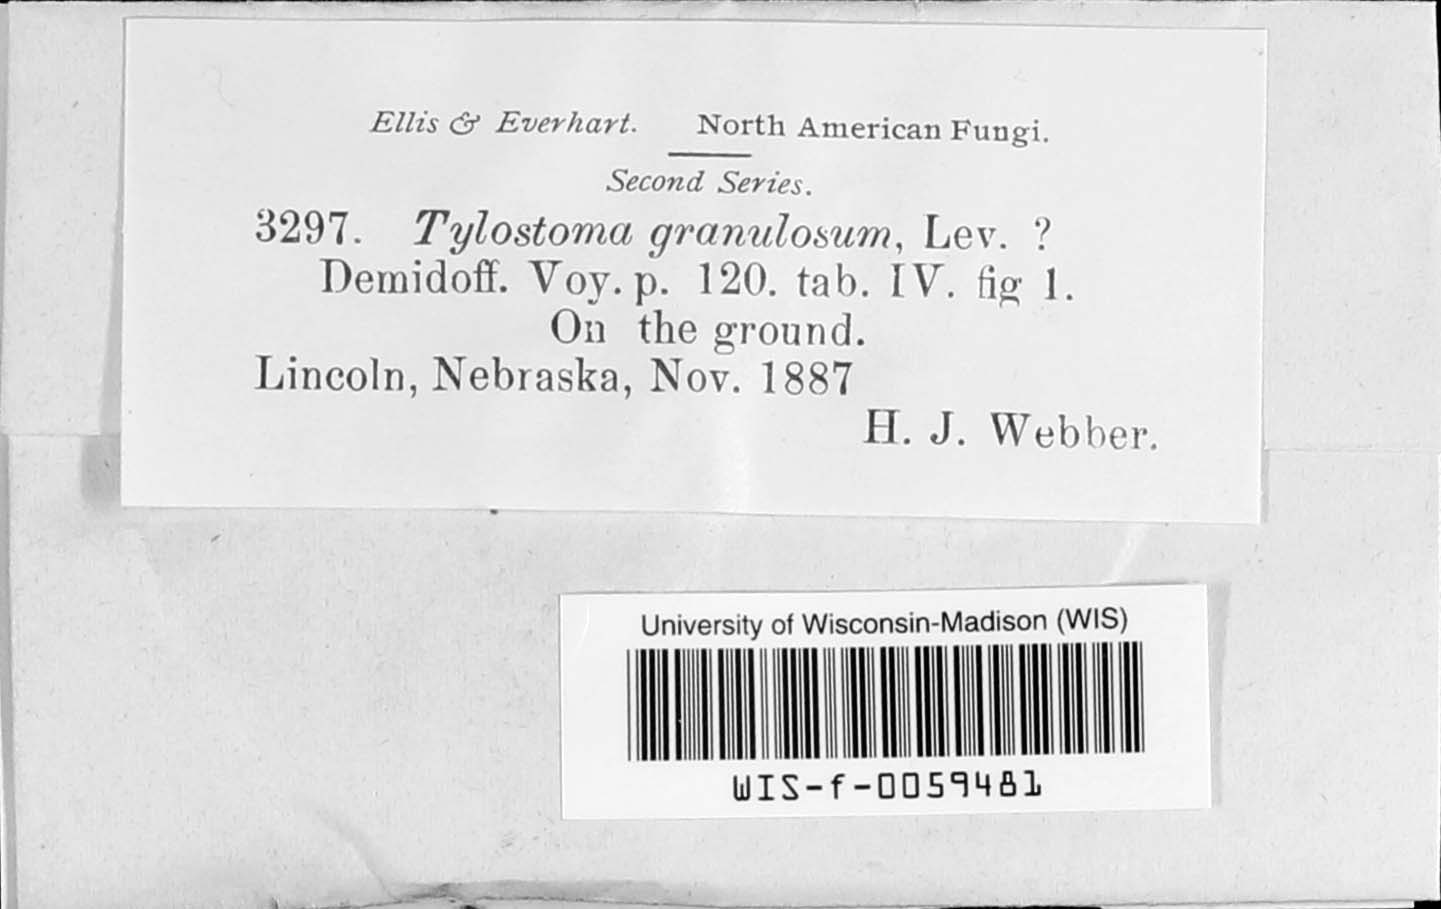 Ellis & Everhart. North American Fungi.
Second Series.
3297. Tylostoma granulosum, Lev. ?
Demidoff. Voy. p. 120. tab. IV. fig 1.
On the ground.
Lincoln, Nebraska, Nov. 1887
H. J. Webber.
University of Wisconsin-Madison (WIS)
WIS-f-0059481